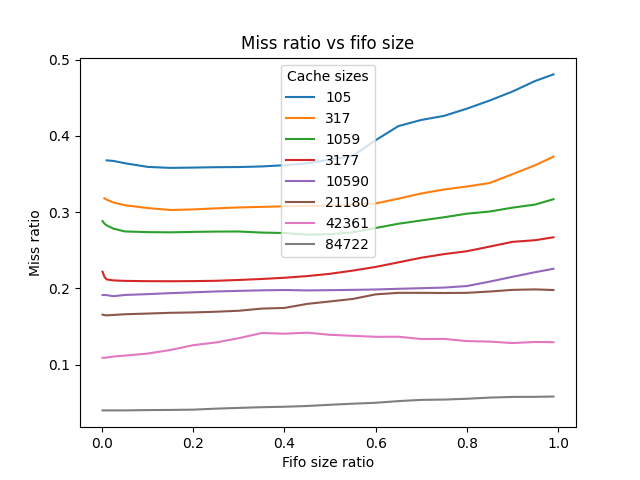 Miss ratio vs fifo size
Cache sizes
105
317
1059
3177
10590
21180
42361
84722
0.5
0.4
0.3
0.2
0.1
Miss ratio
0.0 0.2 0.4 0.6 0.8 1.0
Fifo size ratio